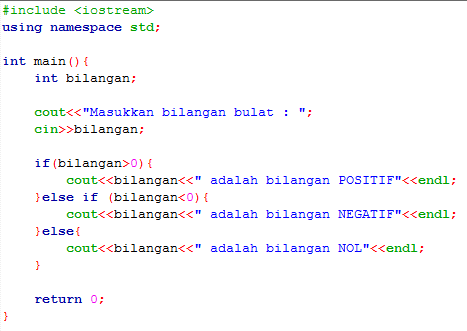 #include <iostream>
using namespace std;
int main(){
    int bilangan;
    cout<<"Masukkan bilangan bulat : ";
    cin>>bilangan;
    if(bilangan>0){
        cout<<bilangan<<" adalah bilangan POSITIF"<<endl;
    }else if (bilangan<0){
        cout<<bilangan<<" adalah bilangan NEGATIF"<<endl;
    }else{
        cout<<bilangan<<" adalah bilangan NOL"<<endl;
    }
    return 0;
}